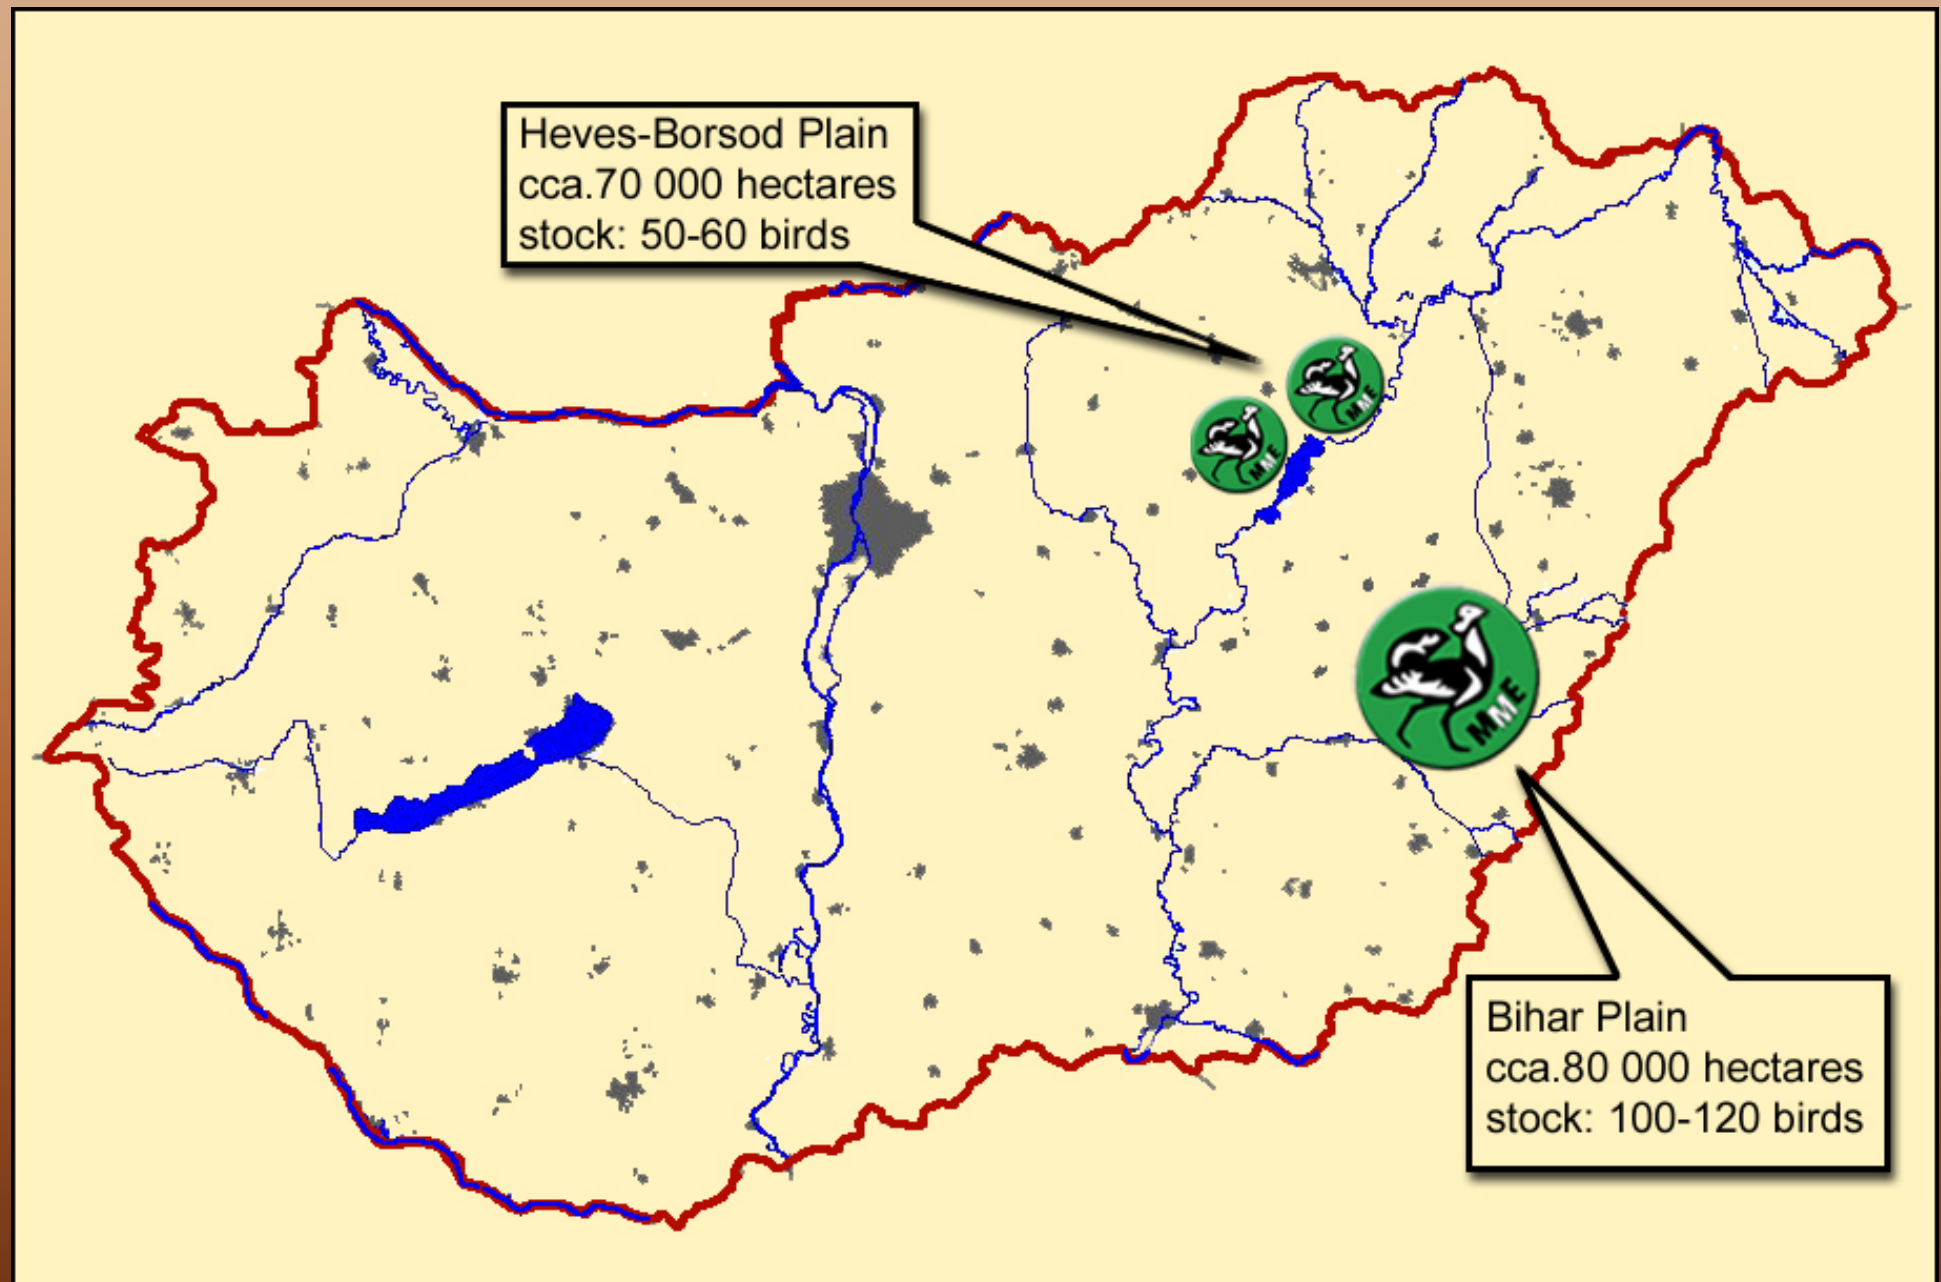 Heves-Borsod Plain
cca.70 000 hectares
stock: 50-60 birds
MME
MME
MME
Bihar Plain
cca.80 000 hectares
stock: 100-120 birds